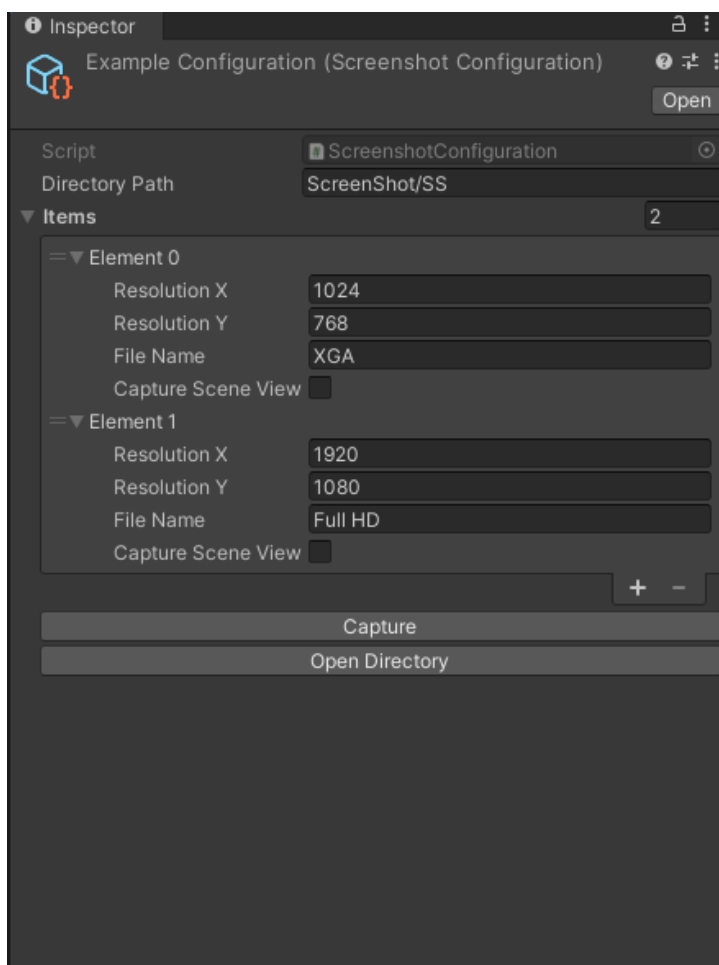 Inspector
Example Configuration (Screenshot Configuration)
Open
Script ScreenshotConfiguration
Directory Path ScreenShot/SS
Items 2
Element 0
Resolution X 1024
Resolution Y 768
File Name XGA
Capture Scene View
Element 1
Resolution X 1920
Resolution Y 1080
File Name Full HD
Capture Scene View
+ −
Capture
Open Directory